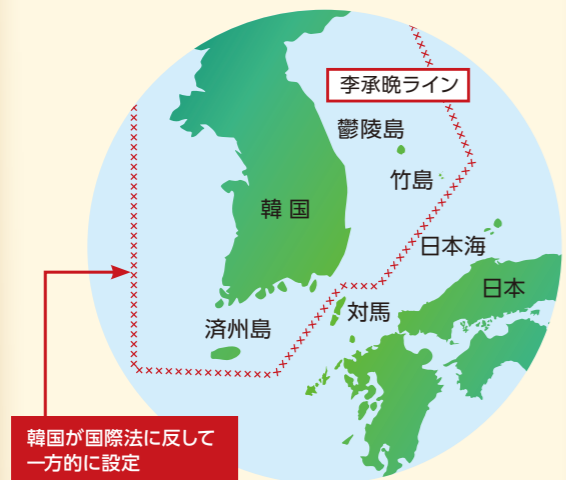 李承晩ライン
鬱陵島
竹島
韓国
日本海
日本
対馬
済州島
韓国が国際法に反して
一方的に設定